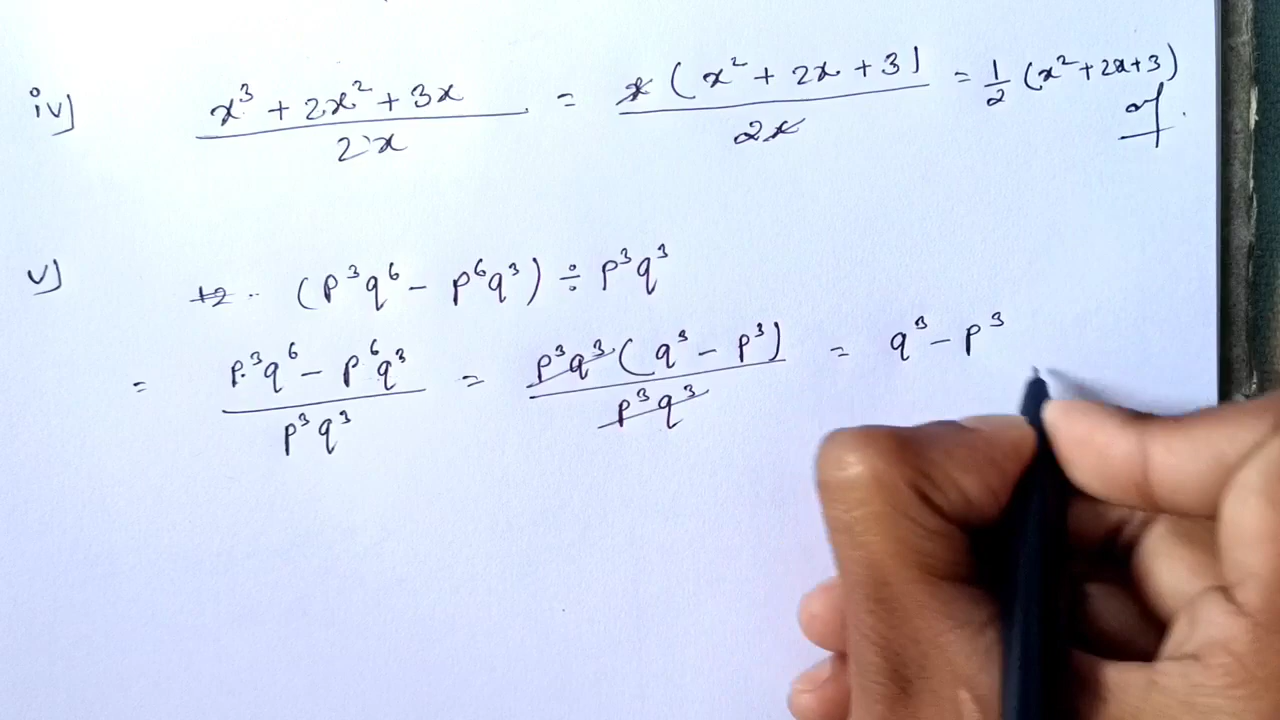 iv) (x³ + 2x² + 3x)/(2x) = x(x² + 2x + 3)/(2x) = 1/2 (x² + 2x + 3)
v) (p³q⁶ - p⁶q³) ÷ p³q³
= (p³q⁶ - p⁶q³)/(p³q³) = p³q³(q³ - p³)/(p³q³) = q³ - p³